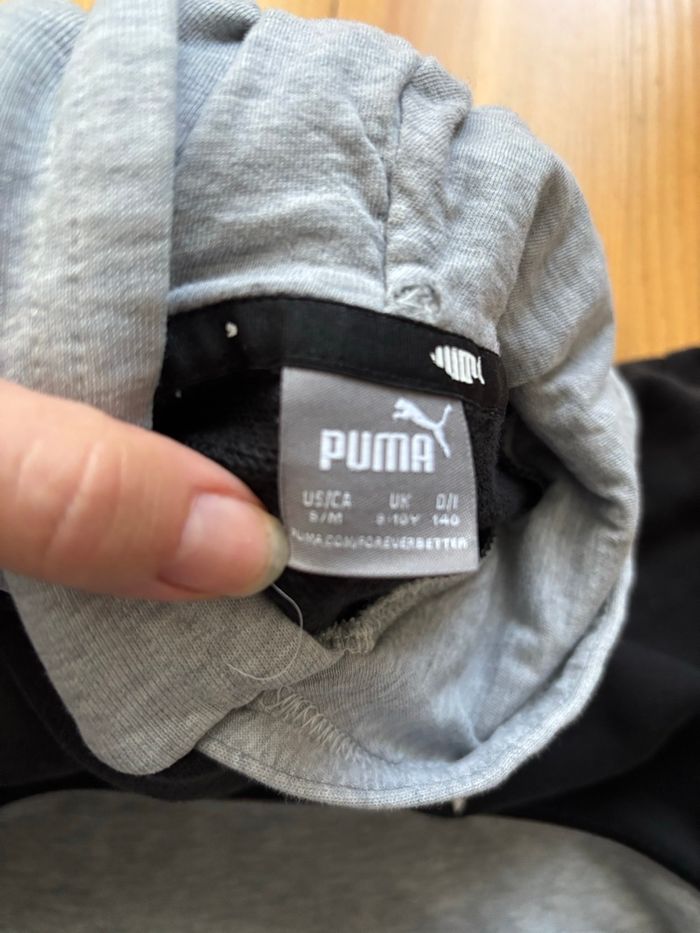 PUMA
US/CA UK D/I
S/M 9-10Y 140
PUMA.COM/FOREVERBETTER